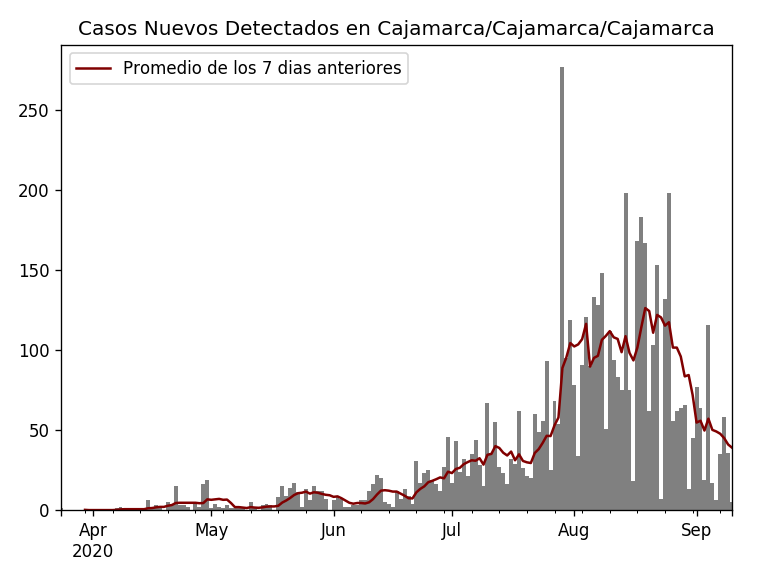 Casos Nuevos Detectados en Cajamarca/Cajamarca/Cajamarca
Promedio de los 7 dias anteriores
250
200
150
100
50
0
Apr May Jun Jul Aug Sep
2020